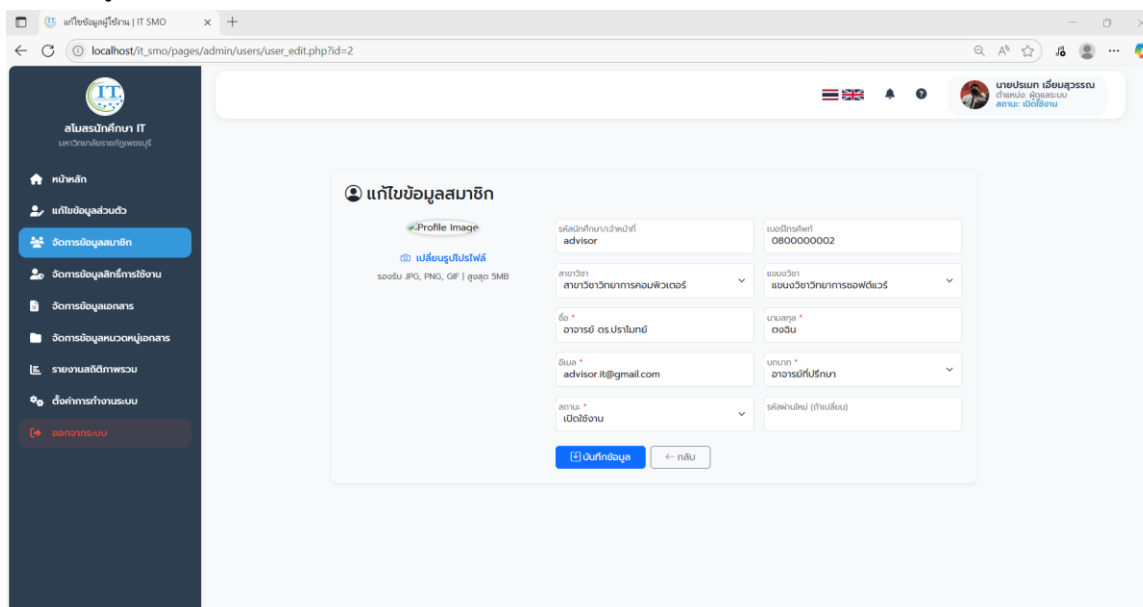 แก้ไขข้อมูลผู้ใช้งาน | IT SMO
localhost/it_smo/pages/admin/users/user_edit.php?id=2
IT
สโมสรนักศึกษา IT
มหาวิทยาลัยราชภัฏเพชรบุรี
นายปรเมท เอี่ยมสุวรรณ
ตำแหน่ง: ผู้ดูแลระบบ
สถานะ: เปิดใช้งาน
หน้าหลัก
แก้ไขข้อมูลส่วนตัว
จัดการข้อมูลสมาชิก
จัดการข้อมูลสิทธิ์การใช้งาน
จัดการข้อมูลเอกสาร
จัดการข้อมูลหมวดหมู่เอกสาร
รายงานสถิติภาพรวม
ตั้งค่าการทำงานระบบ
ออกจากระบบ
แก้ไขข้อมูลสมาชิก
Profile Image
เปลี่ยนรูปโปรไฟล์
รองรับ JPG, PNG, GIF | สูงสุด 5MB
รหัสนักศึกษา/เจ้าหน้าที่
advisor
เบอร์โทรศัพท์
0800000002
สาขาวิชา
สาขาวิชาวิทยาการคอมพิวเตอร์
แขนงวิชา
แขนงวิชาวิทยาการซอฟต์แวร์
ชื่อ *
อาจารย์ ดร.ปราโมทย์
นามสกุล *
ตงฉิน
อีเมล *
advisor.it@gmail.com
บทบาท *
อาจารย์ที่ปรึกษา
สถานะ *
เปิดใช้งาน
รหัสผ่านใหม่ (ถ้าเปลี่ยน)
บันทึกข้อมูล
← กลับ